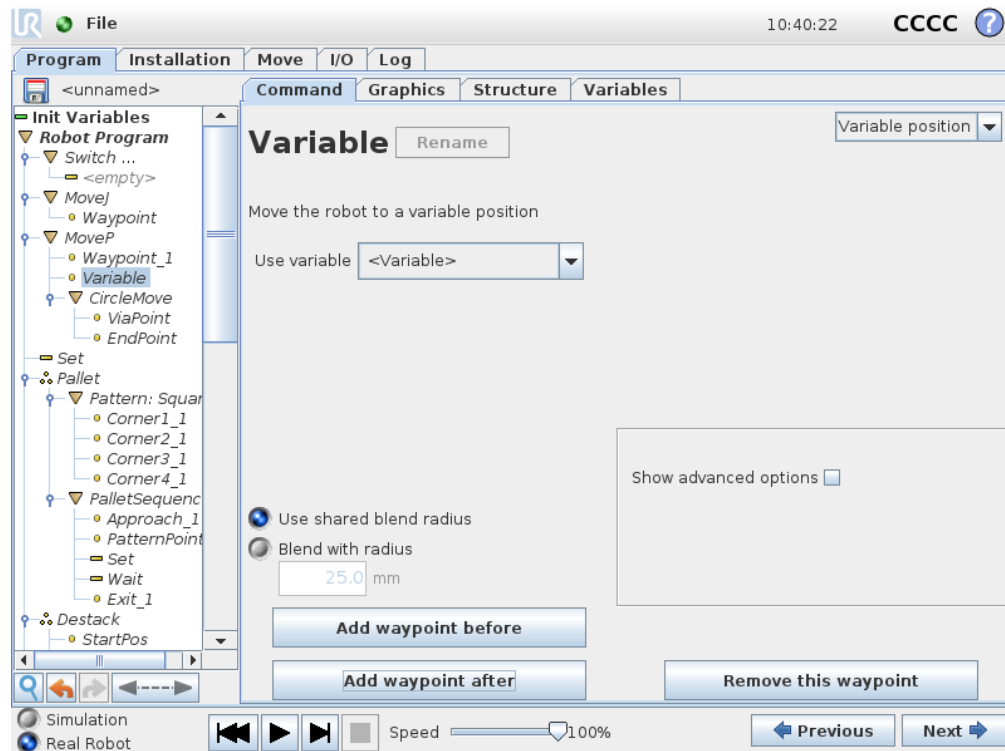 UR File 10:40:22 CCCC ?
Program Installation Move I/O Log
<unnamed>
Command Graphics Structure Variables
Init Variables
Robot Program
Switch ...
<empty>
MoveJ
Waypoint
MoveP
Waypoint_1
Variable
CircleMove
ViaPoint
EndPoint
Set
Pallet
Pattern: Squar
Corner1_1
Corner2_1
Corner3_1
Corner4_1
PalletSequenc
Approach_1
PatternPoint
Set
Wait
Exit_1
Destack
StartPos
Variable Rename
Variable position
Move the robot to a variable position
Use variable <Variable>
Show advanced options
Use shared blend radius
Blend with radius
25.0 mm
Add waypoint before
Add waypoint after
Remove this waypoint
Simulation
Real Robot
Speed 100%
Previous Next